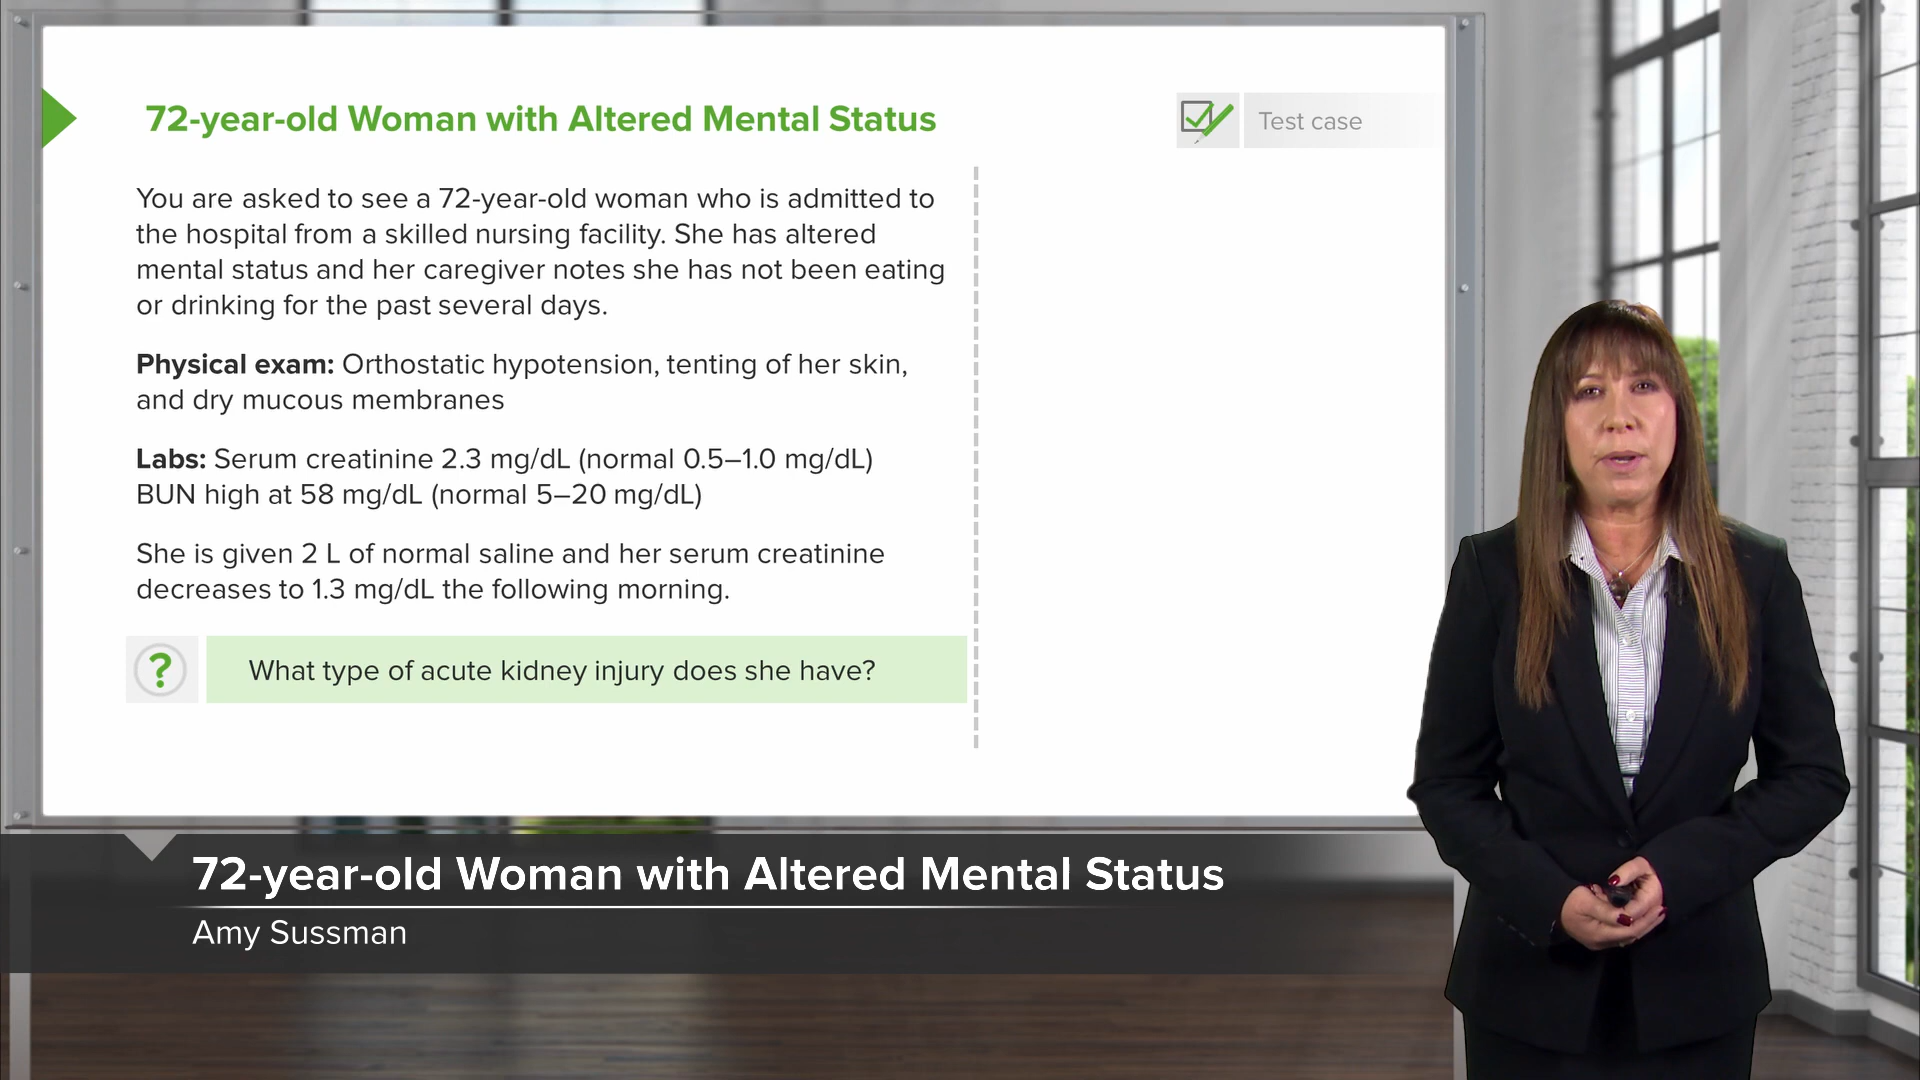 72-year-old Woman with Altered Mental Status
Test case
You are asked to see a 72-year-old woman who is admitted to
the hospital from a skilled nursing facility. She has altered
mental status and her caregiver notes she has not been eating
or drinking for the past several days.
Physical exam: Orthostatic hypotension, tenting of her skin,
and dry mucous membranes
Labs: Serum creatinine 2.3 mg/dL (normal 0.5–1.0 mg/dL)
BUN high at 58 mg/dL (normal 5–20 mg/dL)
She is given 2 L of normal saline and her serum creatinine
decreases to 1.3 mg/dL the following morning.
? What type of acute kidney injury does she have?
72-year-old Woman with Altered Mental Status
Amy Sussman